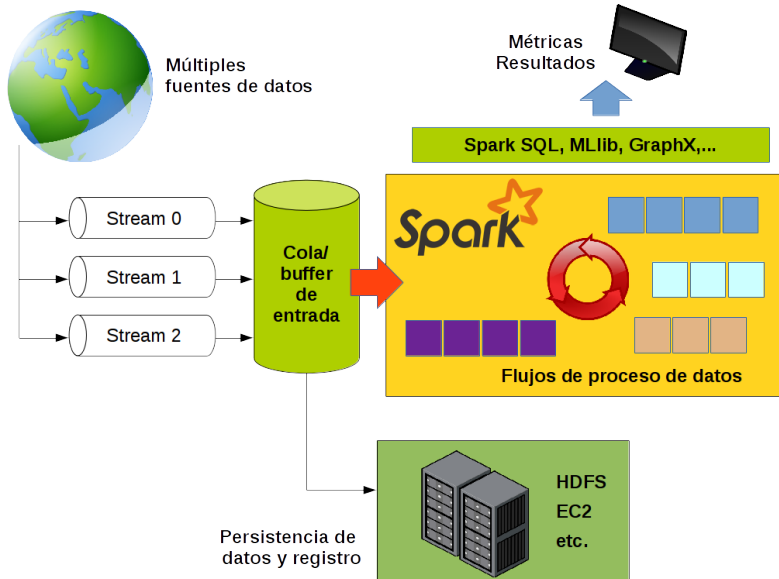 Múltiples
fuentes de datos
Métricas
Resultados
Spark SQL, MLlib, GraphX,...
Stream 0
Stream 1
Stream 2
Cola/
buffer
de
entrada
Spark
Flujos de proceso de datos
Persistencia de
datos y registro
HDFS
EC2
etc.